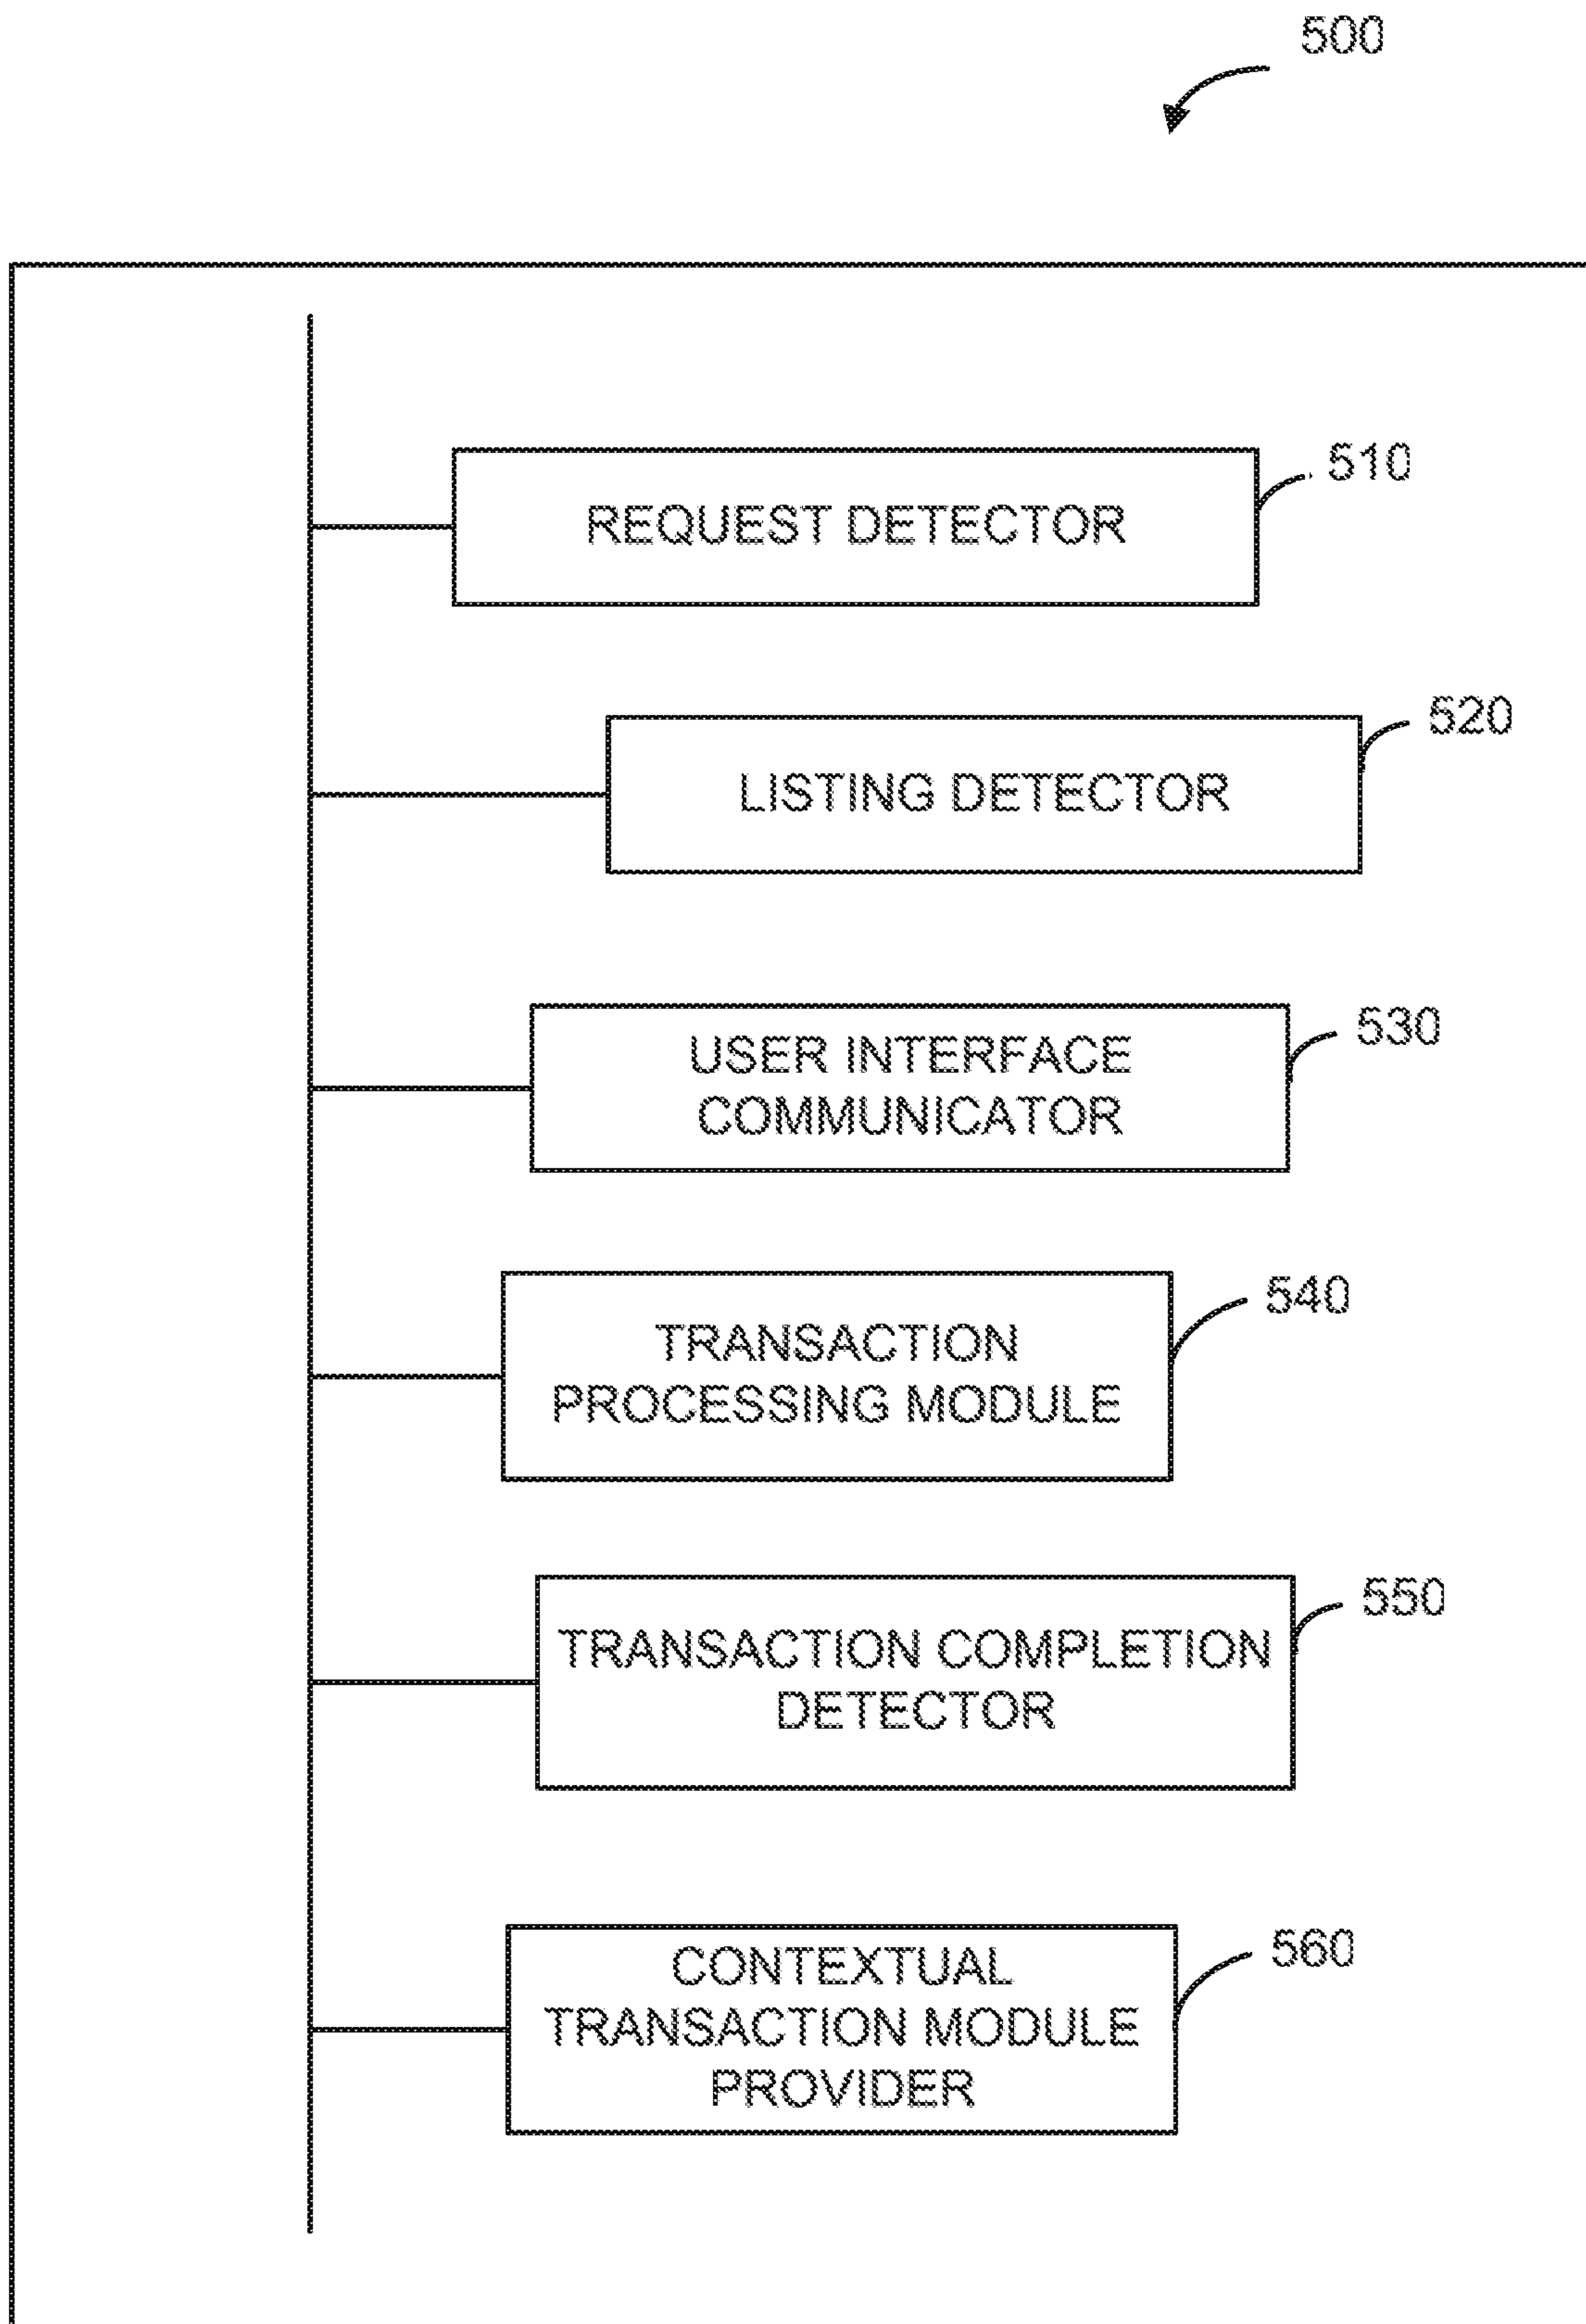 500
510
REQUEST DETECTOR
520
LISTING DETECTOR
530
USER INTERFACE
COMMUNICATOR
540
TRANSACTION
PROCESSING MODULE
550
TRANSACTION COMPLETION
DETECTOR
560
CONTEXTUAL
TRANSACTION MODULE
PROVIDER